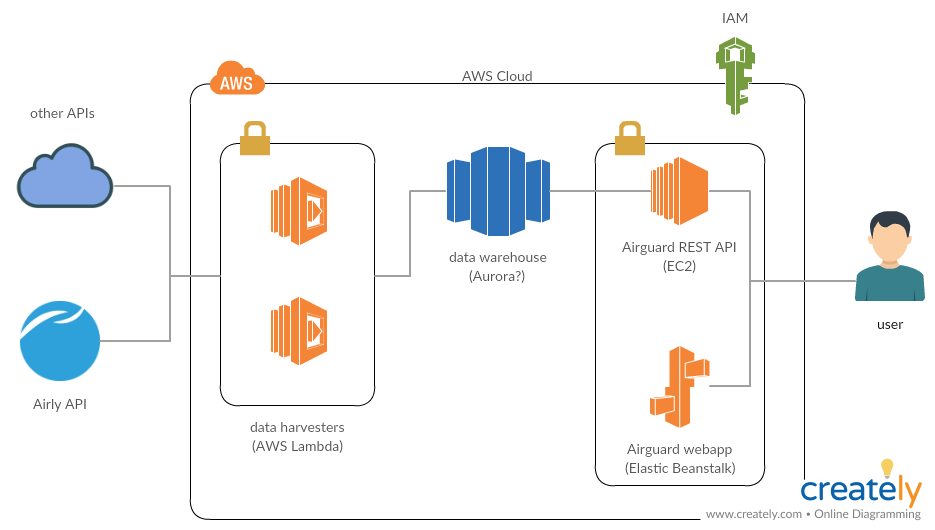 IAM
AWS Cloud
AWS
other APIs
data warehouse
(Aurora?)
Airguard REST API
(EC2)
user
Airly API
data harvesters
(AWS Lambda)
Airguard webapp
(Elastic Beanstalk)
creately
www.creately.com • Online Diagramming